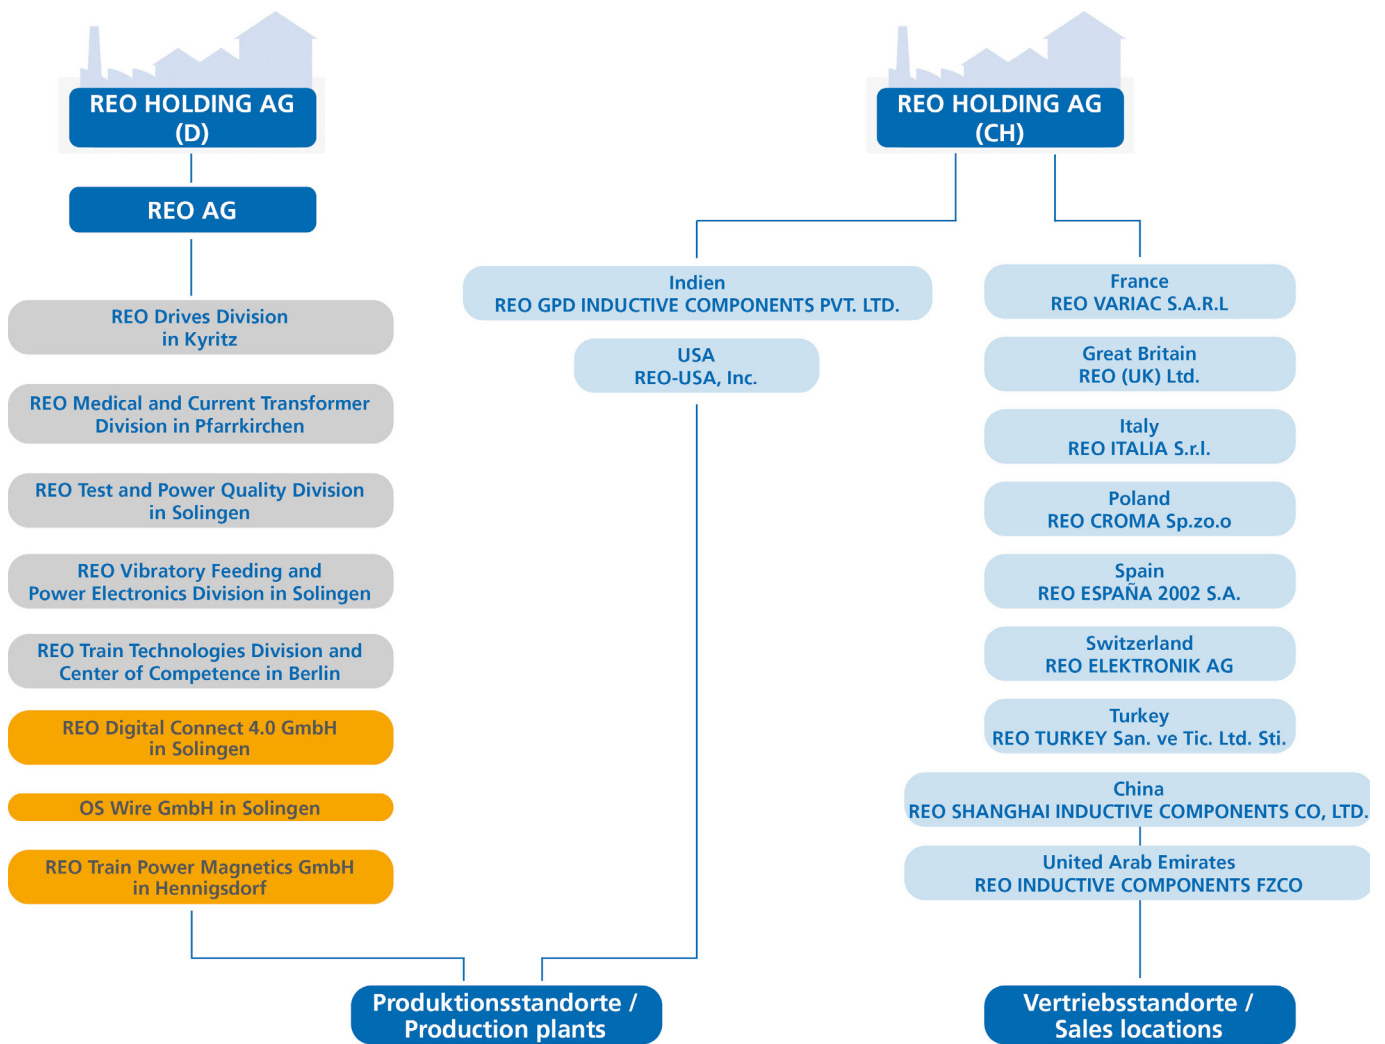 REO HOLDING AG
(D)
REO AG
REO Drives Division
in Kyritz
REO Medical and Current Transformer
Division in Pfarrkirchen
REO Test and Power Quality Division
in Solingen
REO Vibratory Feeding and
Power Electronics Division in Solingen
REO Train Technologies Division and
Center of Competence in Berlin
REO Digital Connect 4.0 GmbH
in Solingen
OS Wire GmbH in Solingen
REO Train Power Magnetics GmbH
in Hennigsdorf
REO HOLDING AG
(CH)
Indien
REO GPD INDUCTIVE COMPONENTS PVT. LTD.
USA
REO-USA, Inc.
France
REO VARIAC S.A.R.L
Great Britain
REO (UK) Ltd.
Italy
REO ITALIA S.r.l.
Poland
REO CROMA Sp.zo.o
Spain
REO ESPAÑA 2002 S.A.
Switzerland
REO ELEKTRONIK AG
Turkey
REO TURKEY San. ve Tic. Ltd. Sti.
China
REO SHANGHAI INDUCTIVE COMPONENTS CO, LTD.
United Arab Emirates
REO INDUCTIVE COMPONENTS FZCO
Produktionsstandorte /
Production plants
Vertriebsstandorte /
Sales locations